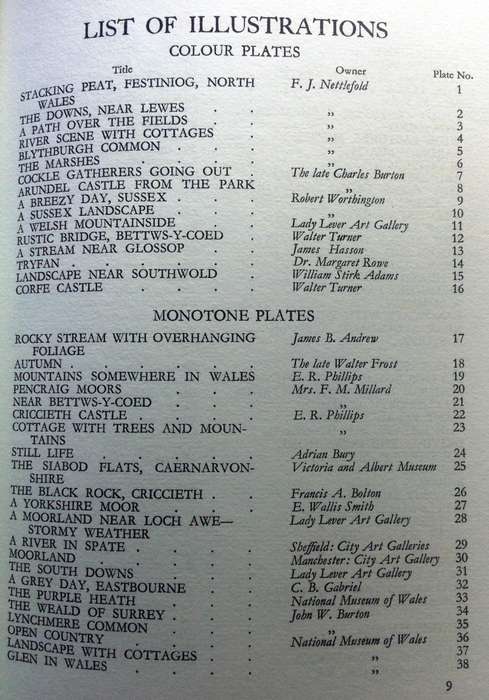 LIST OF ILLUSTRATIONS
COLOUR PLATES
Title Owner Plate No.
STACKING PEAT, FESTINIOG, NORTH F. J. Nettlefold 1
WALES
THE DOWNS, NEAR LEWES . . ,, 2
A PATH OVER THE FIELDS . . ,, 3
RIVER SCENE WITH COTTAGES . ,, 4
BLYTHBURGH COMMON . . . ,, 5
THE MARSHES . . . . ,, 6
COCKLE GATHERERS GOING OUT . The late Charles Burton 7
ARUNDEL CASTLE FROM THE PARK ,, 8
A BREEZY DAY, SUSSEX . . . Robert Worthington 9
A SUSSEX LANDSCAPE . . . ,, 10
A WELSH MOUNTAINSIDE . . Lady Lever Art Gallery 11
RUSTIC BRIDGE, BETTWS-Y-COED . Walter Turner 12
A STREAM NEAR GLOSSOP . . James Hasson 13
TRYFAN . . . . . Dr. Margaret Rowe 14
LANDSCAPE NEAR SOUTHWOLD . William Stirk Adams 15
CORFE CASTLE . . . . Walter Turner 16
MONOTONE PLATES
ROCKY STREAM WITH OVERHANGING James B. Andrew 17
FOLIAGE
AUTUMN . . . . . The late Walter Frost 18
MOUNTAINS SOMEWHERE IN WALES E. R. Phillips 19
PENCRAIG MOORS . . . Mrs. F. M. Millard 20
NEAR BETTWS-Y-COED . . . ,, 21
CRICCIETH CASTLE . . . . E. R. Phillips 22
COTTAGE WITH TREES AND MOUN- ,, 23
TAINS
STILL LIFE . . . . . Adrian Bury 24
THE SIABOD FLATS, CAERNARVON- Victoria and Albert Museum 25
SHIRE
THE BLACK ROCK, CRICCIETH . . Francis A. Bolton 26
A YORKSHIRE MOOR . . . E. Wallis Smith 27
A MOORLAND NEAR LOCH AWE— Lady Lever Art Gallery 28
STORMY WEATHER
A RIVER IN SPATE . . . . Sheffield: City Art Galleries 29
MOORLAND . . . . . Manchester: City Art Gallery 30
THE SOUTH DOWNS . . . Lady Lever Art Gallery 31
A GREY DAY, EASTBOURNE . . C. B. Gabriel 32
THE PURPLE HEATH . . . National Museum of Wales 33
THE WEALD OF SURREY . . . John W. Burton 34
LYNCHMERE COMMON . . . 35
OPEN COUNTRY . . . . National Museum of Wales 36
LANDSCAPE WITH COTTAGES . . ,, 37
GLEN IN WALES . . . . ,, 38
9